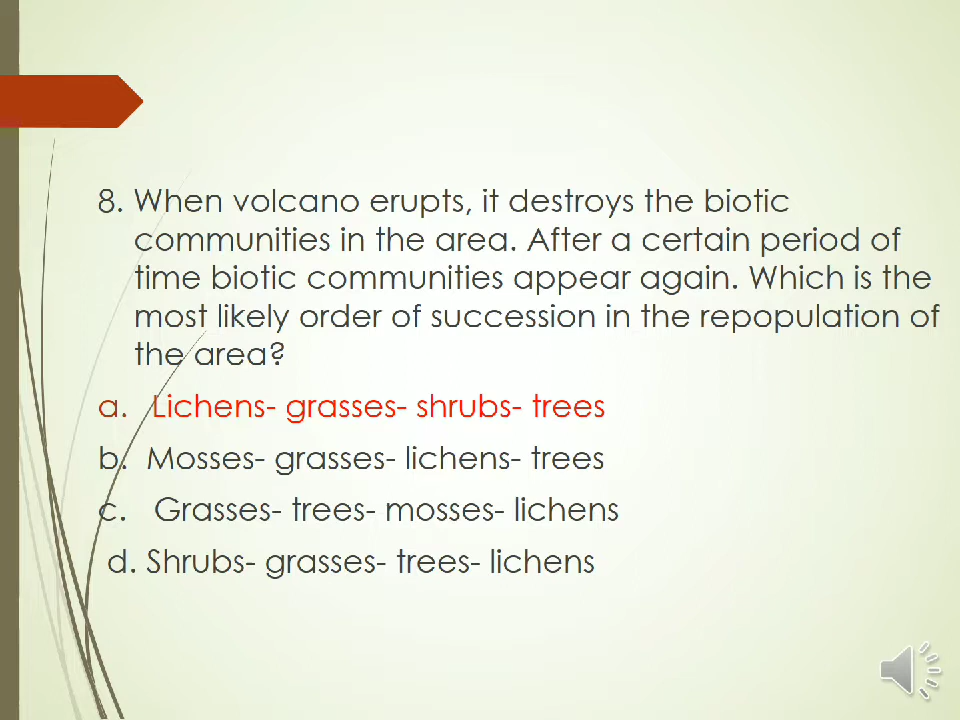 8. When volcano erupts, it destroys the biotic
communities in the area. After a certain period of
time biotic communities appear again. Which is the
most likely order of succession in the repopulation of
the area?
a. Lichens- grasses- shrubs- trees
b. Mosses- grasses- lichens- trees
c. Grasses- trees- mosses- lichens
d. Shrubs- grasses- trees- lichens